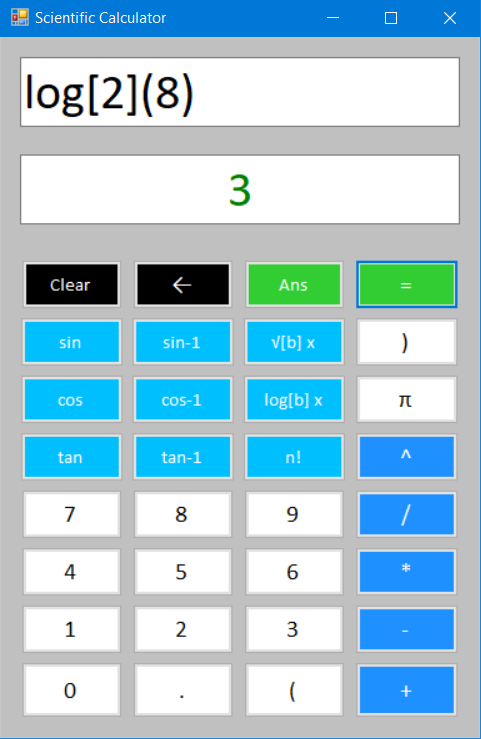 Scientific Calculator
log[2](8)
3
Clear ← Ans =
sin sin-1 √[b] x )
cos cos-1 log[b] x π
tan tan-1 n! ^
7 8 9 /
4 5 6 *
1 2 3 -
0 . ( +